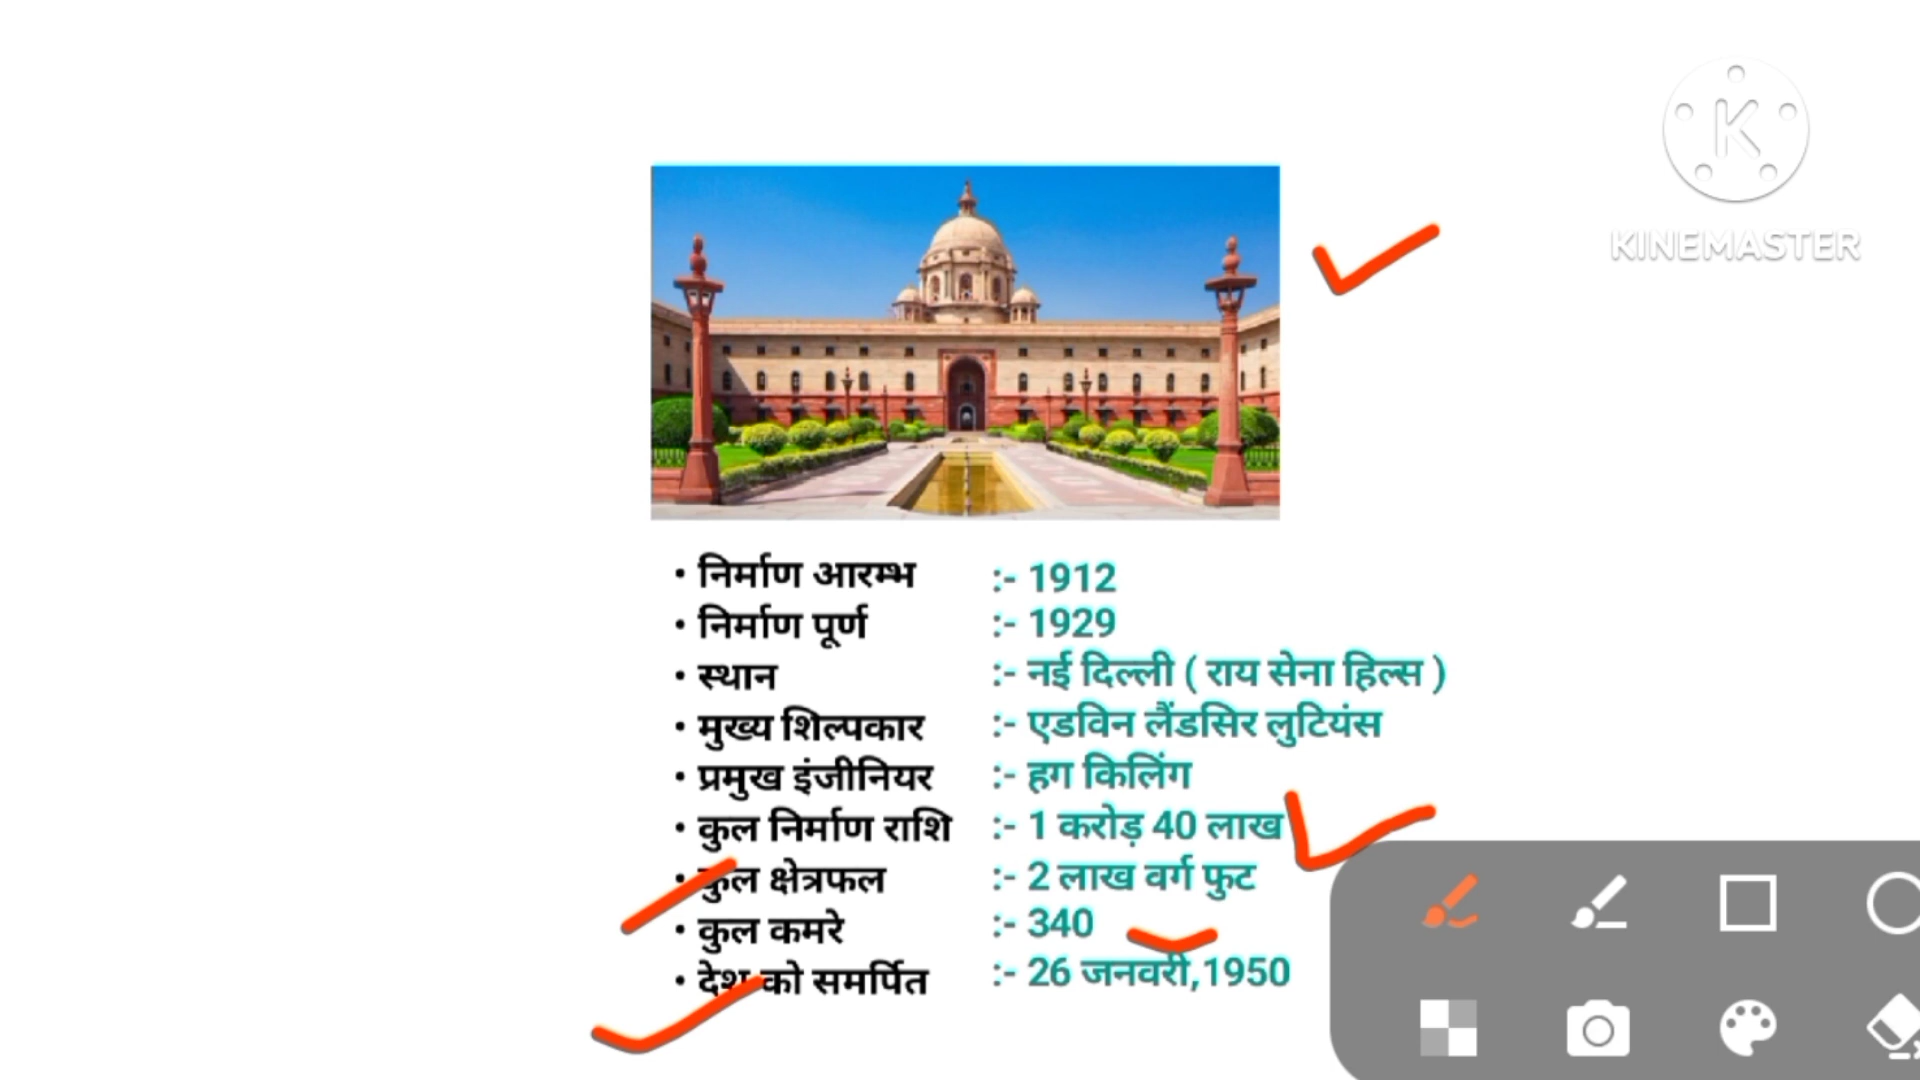 KINEMASTER
• निर्माण आरम्भ :- 1912
• निर्माण पूर्ण :- 1929
• स्थान :- नई दिल्ली ( राय सेना हिल्स )
• मुख्य शिल्पकार :- एडविन लैंडसिर लुटियंस
• प्रमुख इंजीनियर :- हग किलिंग
• कुल निर्माण राशि :- 1 करोड़ 40 लाख
• कुल क्षेत्रफल :- 2 लाख वर्ग फुट
• कुल कमरे :- 340
• देश को समर्पित :- 26 जनवरी,1950